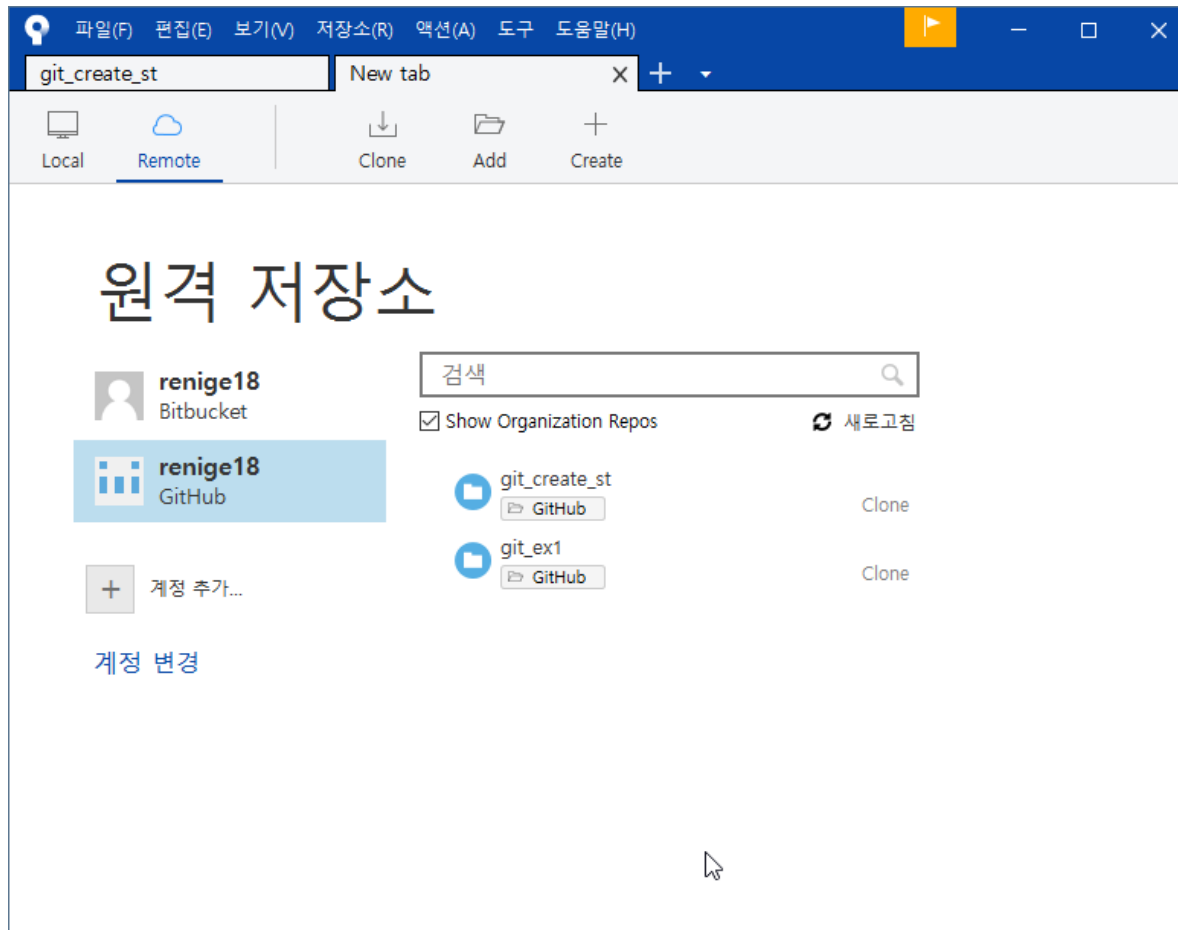 파일(F) 편집(E) 보기(V) 저장소(R) 액션(A) 도구 도움말(H)
git_create_st New tab
Local Remote Clone Add Create
원격 저장소
renige18
Bitbucket
renige18
GitHub
계정 추가...
계정 변경
검색
Show Organization Repos 새로고침
git_create_st
GitHub Clone
git_ex1
GitHub Clone